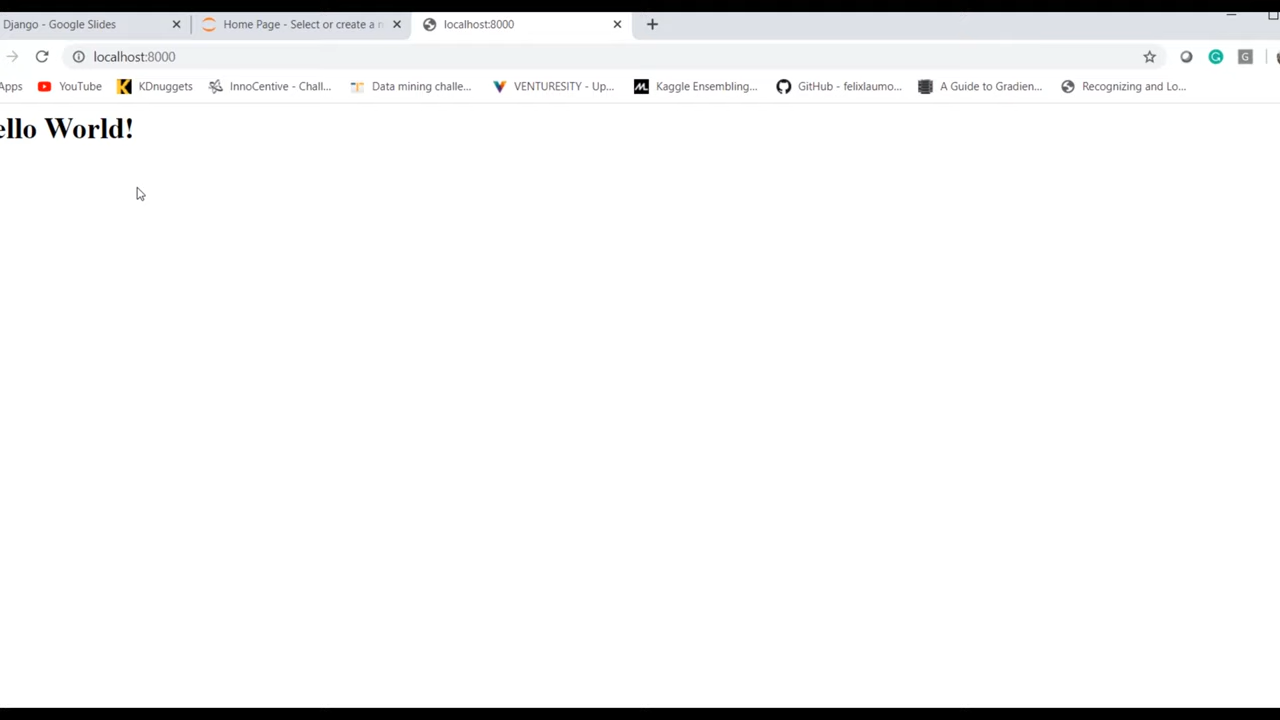 Django - Google Slides
Home Page - Select or create a n
localhost:8000
localhost:8000
Apps
YouTube
KDnuggets
InnoCentive - Chall...
Data mining challe...
VENTURESITY - Up...
Kaggle Ensembling...
GitHub - felixlaumo...
A Guide to Gradien...
Recognizing and Lo...
ello World!